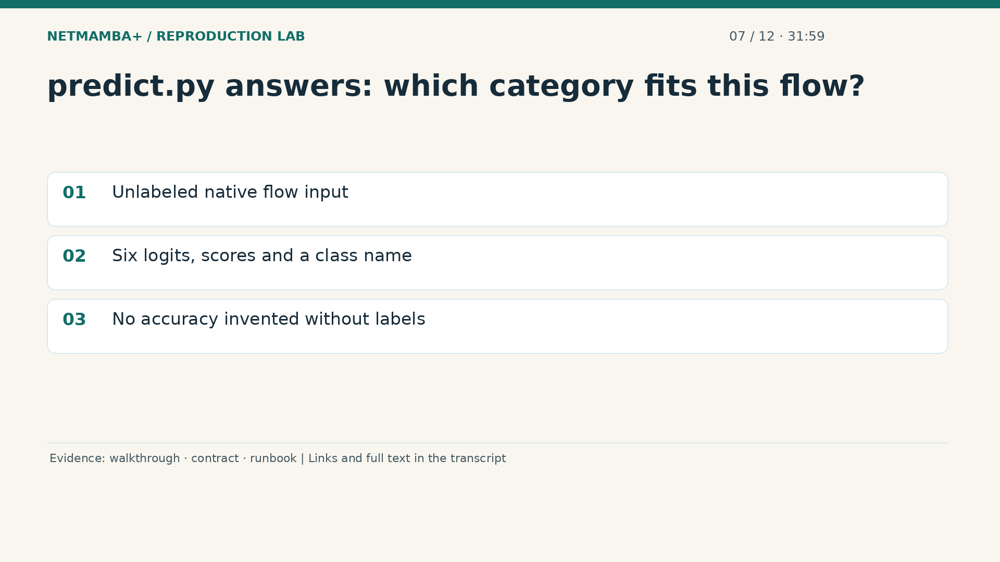 NETMAMBA+ / REPRODUCTION LAB
07 / 12 · 31:59
predict.py answers: which category fits this flow?
01 Unlabeled native flow input
02 Six logits, scores and a class name
03 No accuracy invented without labels
Evidence: walkthrough · contract · runbook | Links and full text in the transcript